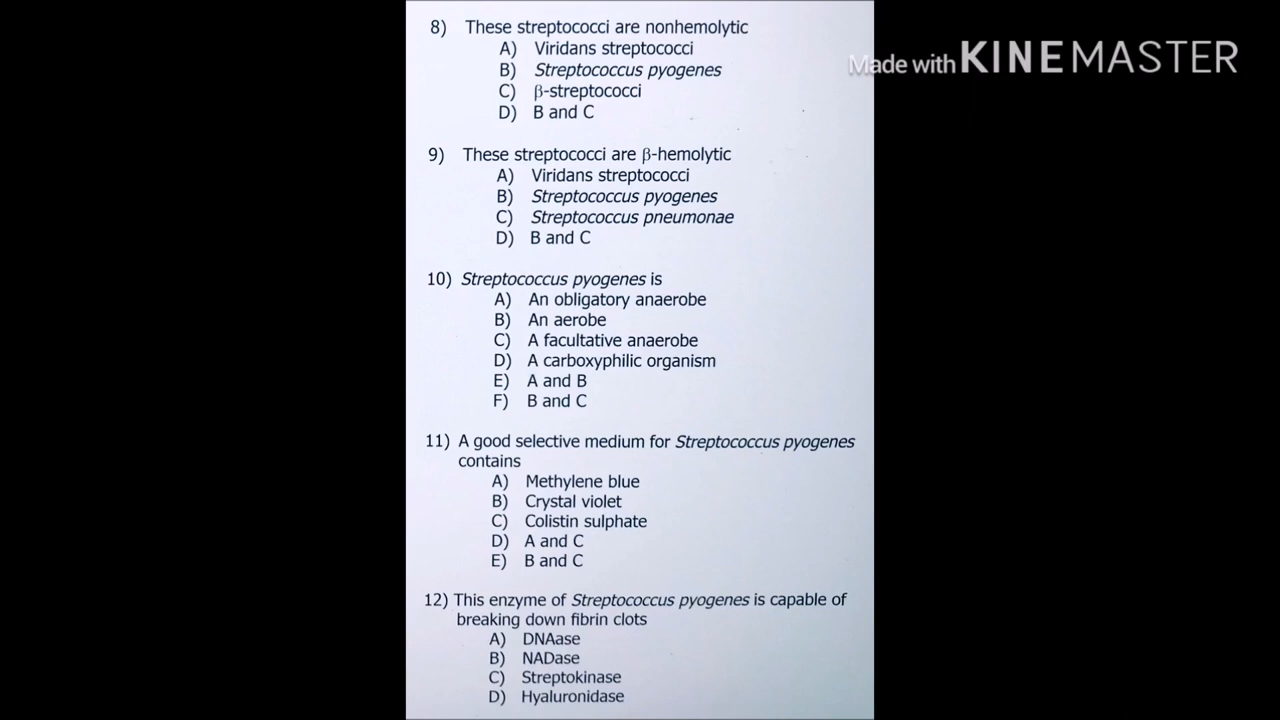 8) These streptococci are nonhemolytic
A) Viridans streptococci
B) Streptococcus pyogenes
C) β-streptococci
D) B and C
9) These streptococci are β-hemolytic
A) Viridans streptococci
B) Streptococcus pyogenes
C) Streptococcus pneumonae
D) B and C
10) Streptococcus pyogenes is
A) An obligatory anaerobe
B) An aerobe
C) A facultative anaerobe
D) A carboxyphilic organism
E) A and B
F) B and C
11) A good selective medium for Streptococcus pyogenes
contains
A) Methylene blue
B) Crystal violet
C) Colistin sulphate
D) A and C
E) B and C
12) This enzyme of Streptococcus pyogenes is capable of
breaking down fibrin clots
A) DNAase
B) NADase
C) Streptokinase
D) Hyaluronidase
Made with KINEMASTER